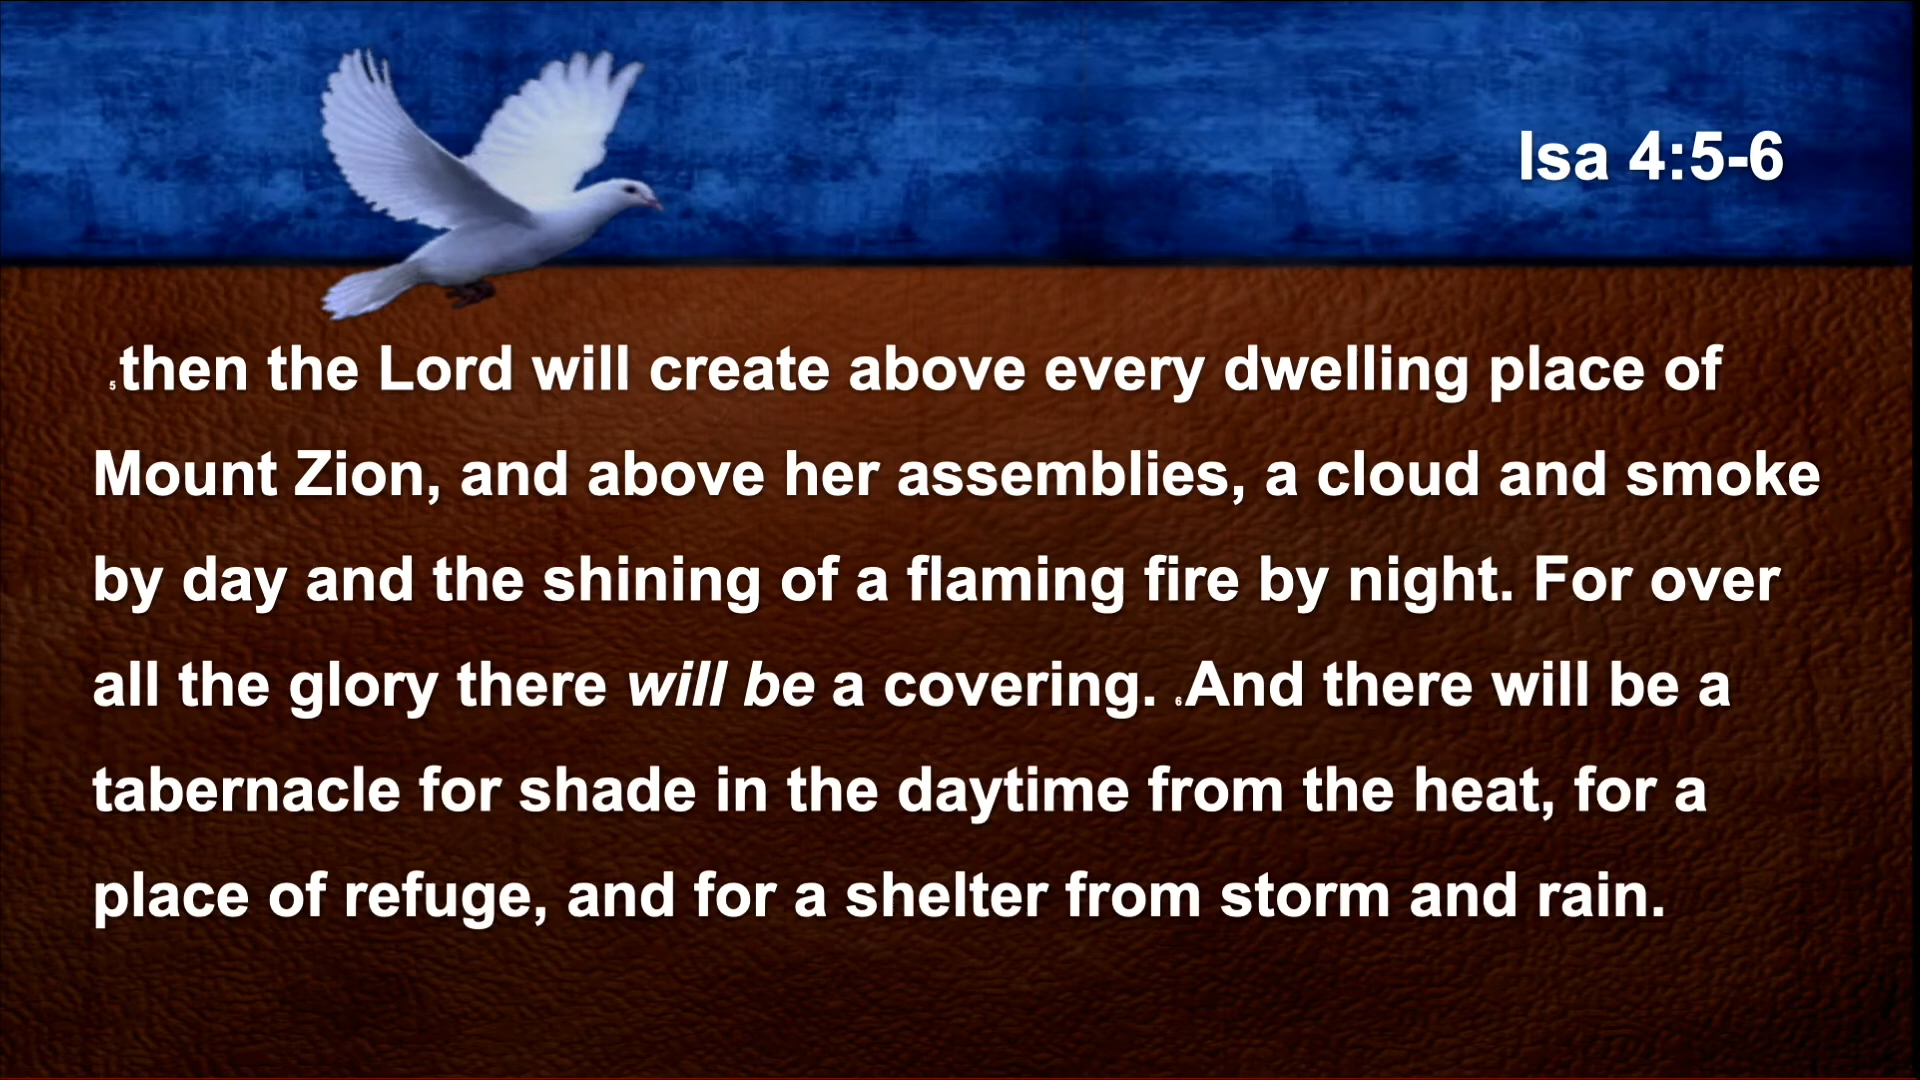 Isa 4:5-6
5then the Lord will create above every dwelling place of
Mount Zion, and above her assemblies, a cloud and smoke
by day and the shining of a flaming fire by night. For over
all the glory there will be a covering. 6And there will be a
tabernacle for shade in the daytime from the heat, for a
place of refuge, and for a shelter from storm and rain.